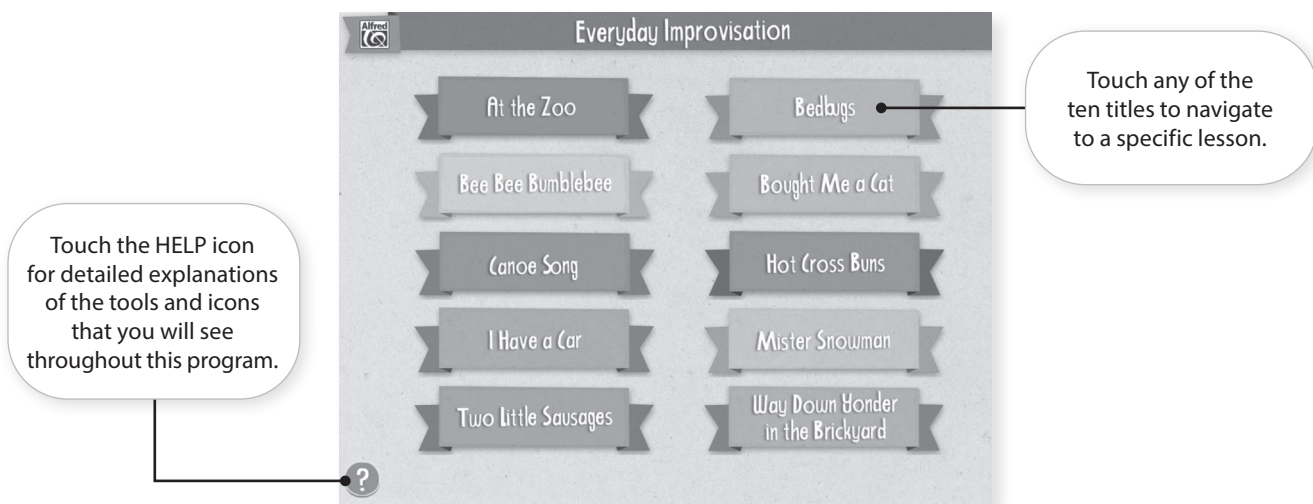 Alfred
Everyday Improvisation
At the Zoo
Bedbugs
Touch any of the
ten titles to navigate
to a specific lesson.
Bee Bee Bumblebee
Bought Me a Cat
Touch the HELP icon
for detailed explanations
of the tools and icons
that you will see
throughout this program.
Canoe Song
Hot Cross Buns
I Have a Car
Mister Snowman
Two Little Sausages
Way Down Yonder
in the Brickyard
?